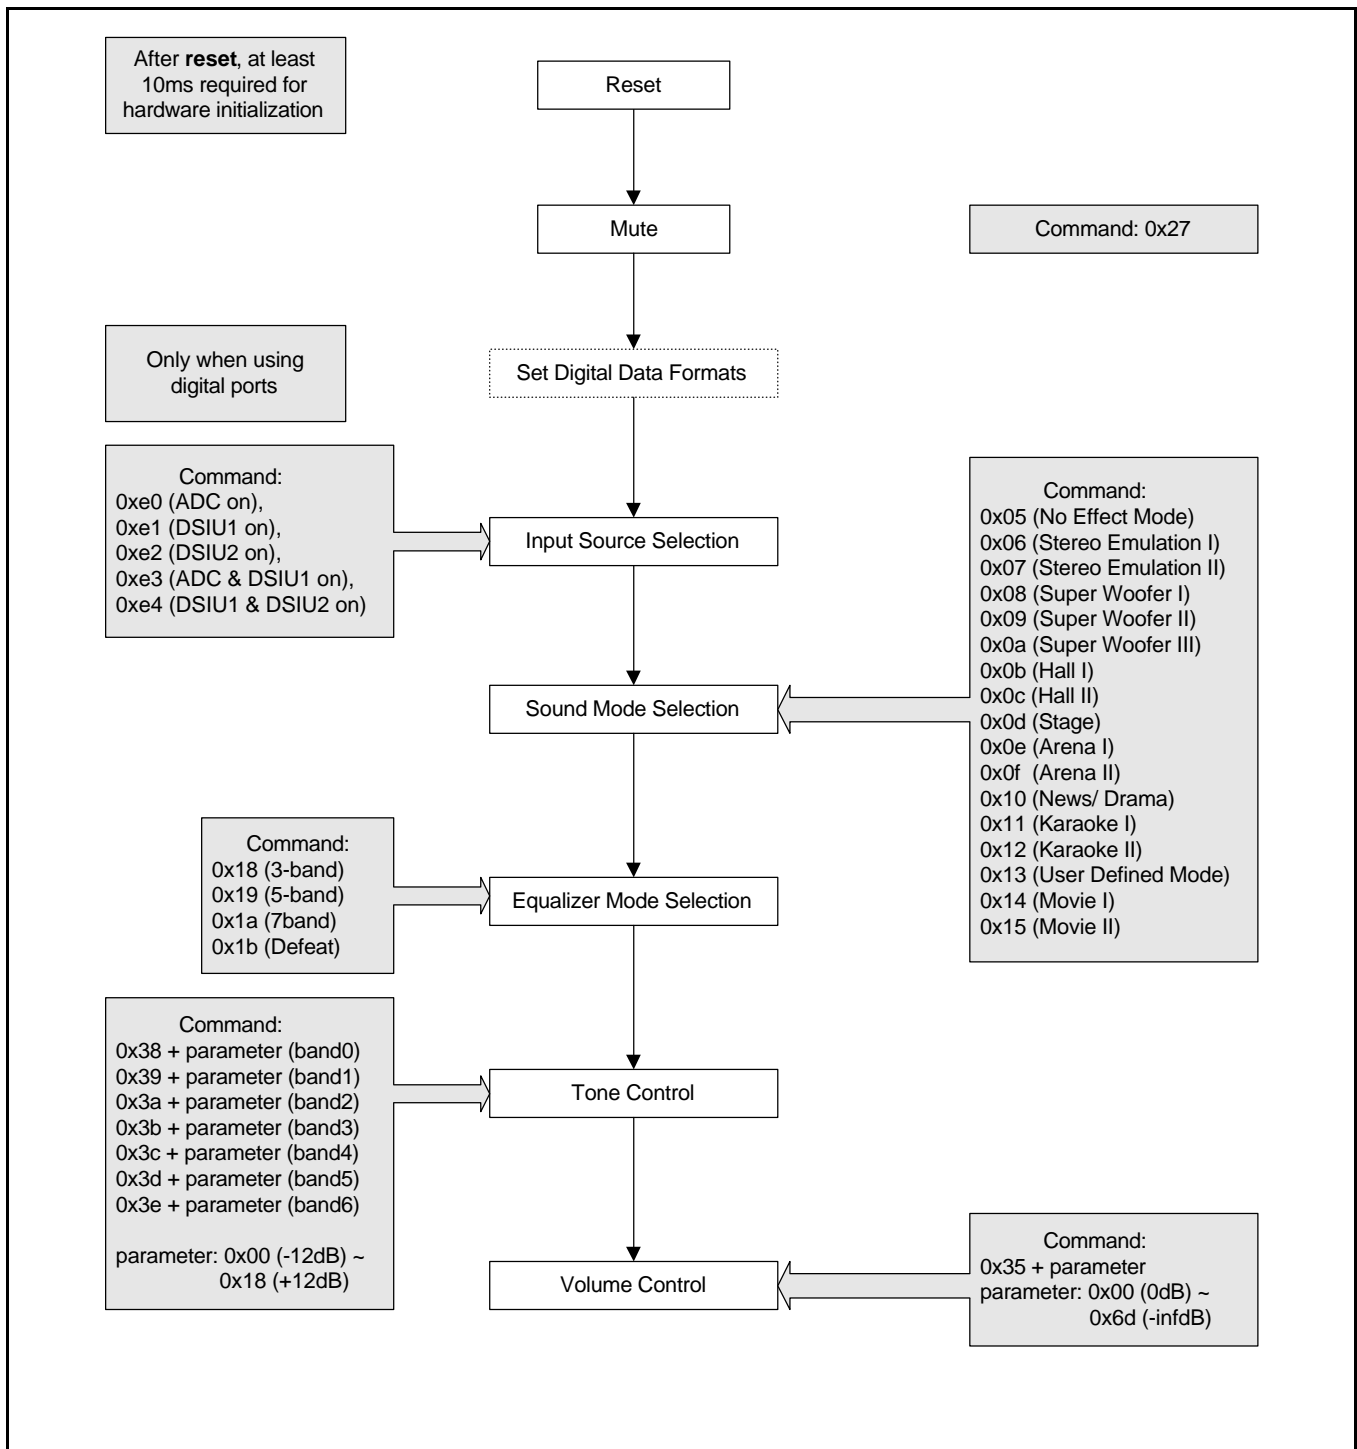 After reset, at least
10ms required for
hardware initialization
Reset
Mute
Command: 0x27
Only when using
digital ports
Set Digital Data Formats
Command:
0xe0 (ADC on),
0xe1 (DSIU1 on),
0xe2 (DSIU2 on),
0xe3 (ADC & DSIU1 on),
0xe4 (DSIU1 & DSIU2 on)
Input Source Selection
Command:
0x05 (No Effect Mode)
0x06 (Stereo Emulation I)
0x07 (Stereo Emulation II)
0x08 (Super Woofer I)
0x09 (Super Woofer II)
0x0a (Super Woofer III)
0x0b (Hall I)
0x0c (Hall II)
0x0d (Stage)
0x0e (Arena I)
0x0f (Arena II)
0x10 (News/ Drama)
0x11 (Karaoke I)
0x12 (Karaoke II)
0x13 (User Defined Mode)
0x14 (Movie I)
0x15 (Movie II)
Sound Mode Selection
Command:
0x18 (3-band)
0x19 (5-band)
0x1a (7band)
0x1b (Defeat)
Equalizer Mode Selection
Command:
0x38 + parameter (band0)
0x39 + parameter (band1)
0x3a + parameter (band2)
0x3b + parameter (band3)
0x3c + parameter (band4)
0x3d + parameter (band5)
0x3e + parameter (band6)
parameter: 0x00 (-12dB) ~
0x18 (+12dB)
Tone Control
Volume Control
Command:
0x35 + parameter
parameter: 0x00 (0dB) ~
0x6d (-infdB)